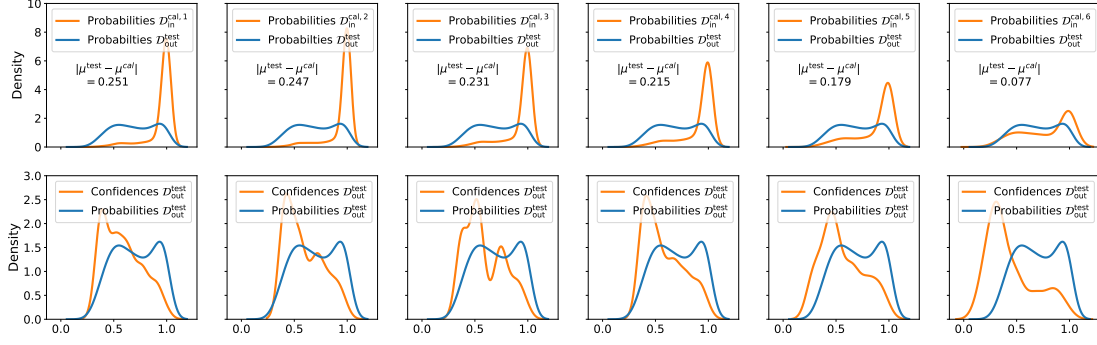 10
8
6
4
2
0
Density
Probabilities 𝒟_in^cal, 1
Probabilties 𝒟_out^test
|μ^test − μ^cal|
= 0.251
Probabilities 𝒟_in^cal, 2
Probabilties 𝒟_out^test
|μ^test − μ^cal|
= 0.247
Probabilities 𝒟_in^cal, 3
Probabilties 𝒟_out^test
|μ^test − μ^cal|
= 0.231
Probabilities 𝒟_in^cal, 4
Probabilties 𝒟_out^test
|μ^test − μ^cal|
= 0.215
Probabilities 𝒟_in^cal, 5
Probabilties 𝒟_out^test
|μ^test − μ^cal|
= 0.179
Probabilities 𝒟_in^cal, 6
Probabilties 𝒟_out^test
|μ^test − μ^cal|
= 0.077
3.0
2.5
2.0
1.5
1.0
0.5
0.0
Density
Confidences 𝒟_out^test
Probabilities 𝒟_out^test
0.0 0.5 1.0
Confidences 𝒟_out^test
Probabilities 𝒟_out^test
0.0 0.5 1.0
Confidences 𝒟_out^test
Probabilities 𝒟_out^test
0.0 0.5 1.0
Confidences 𝒟_out^test
Probabilities 𝒟_out^test
0.0 0.5 1.0
Confidences 𝒟_out^test
Probabilities 𝒟_out^test
0.0 0.5 1.0
Confidences 𝒟_out^test
Probabilities 𝒟_out^test
0.0 0.5 1.0